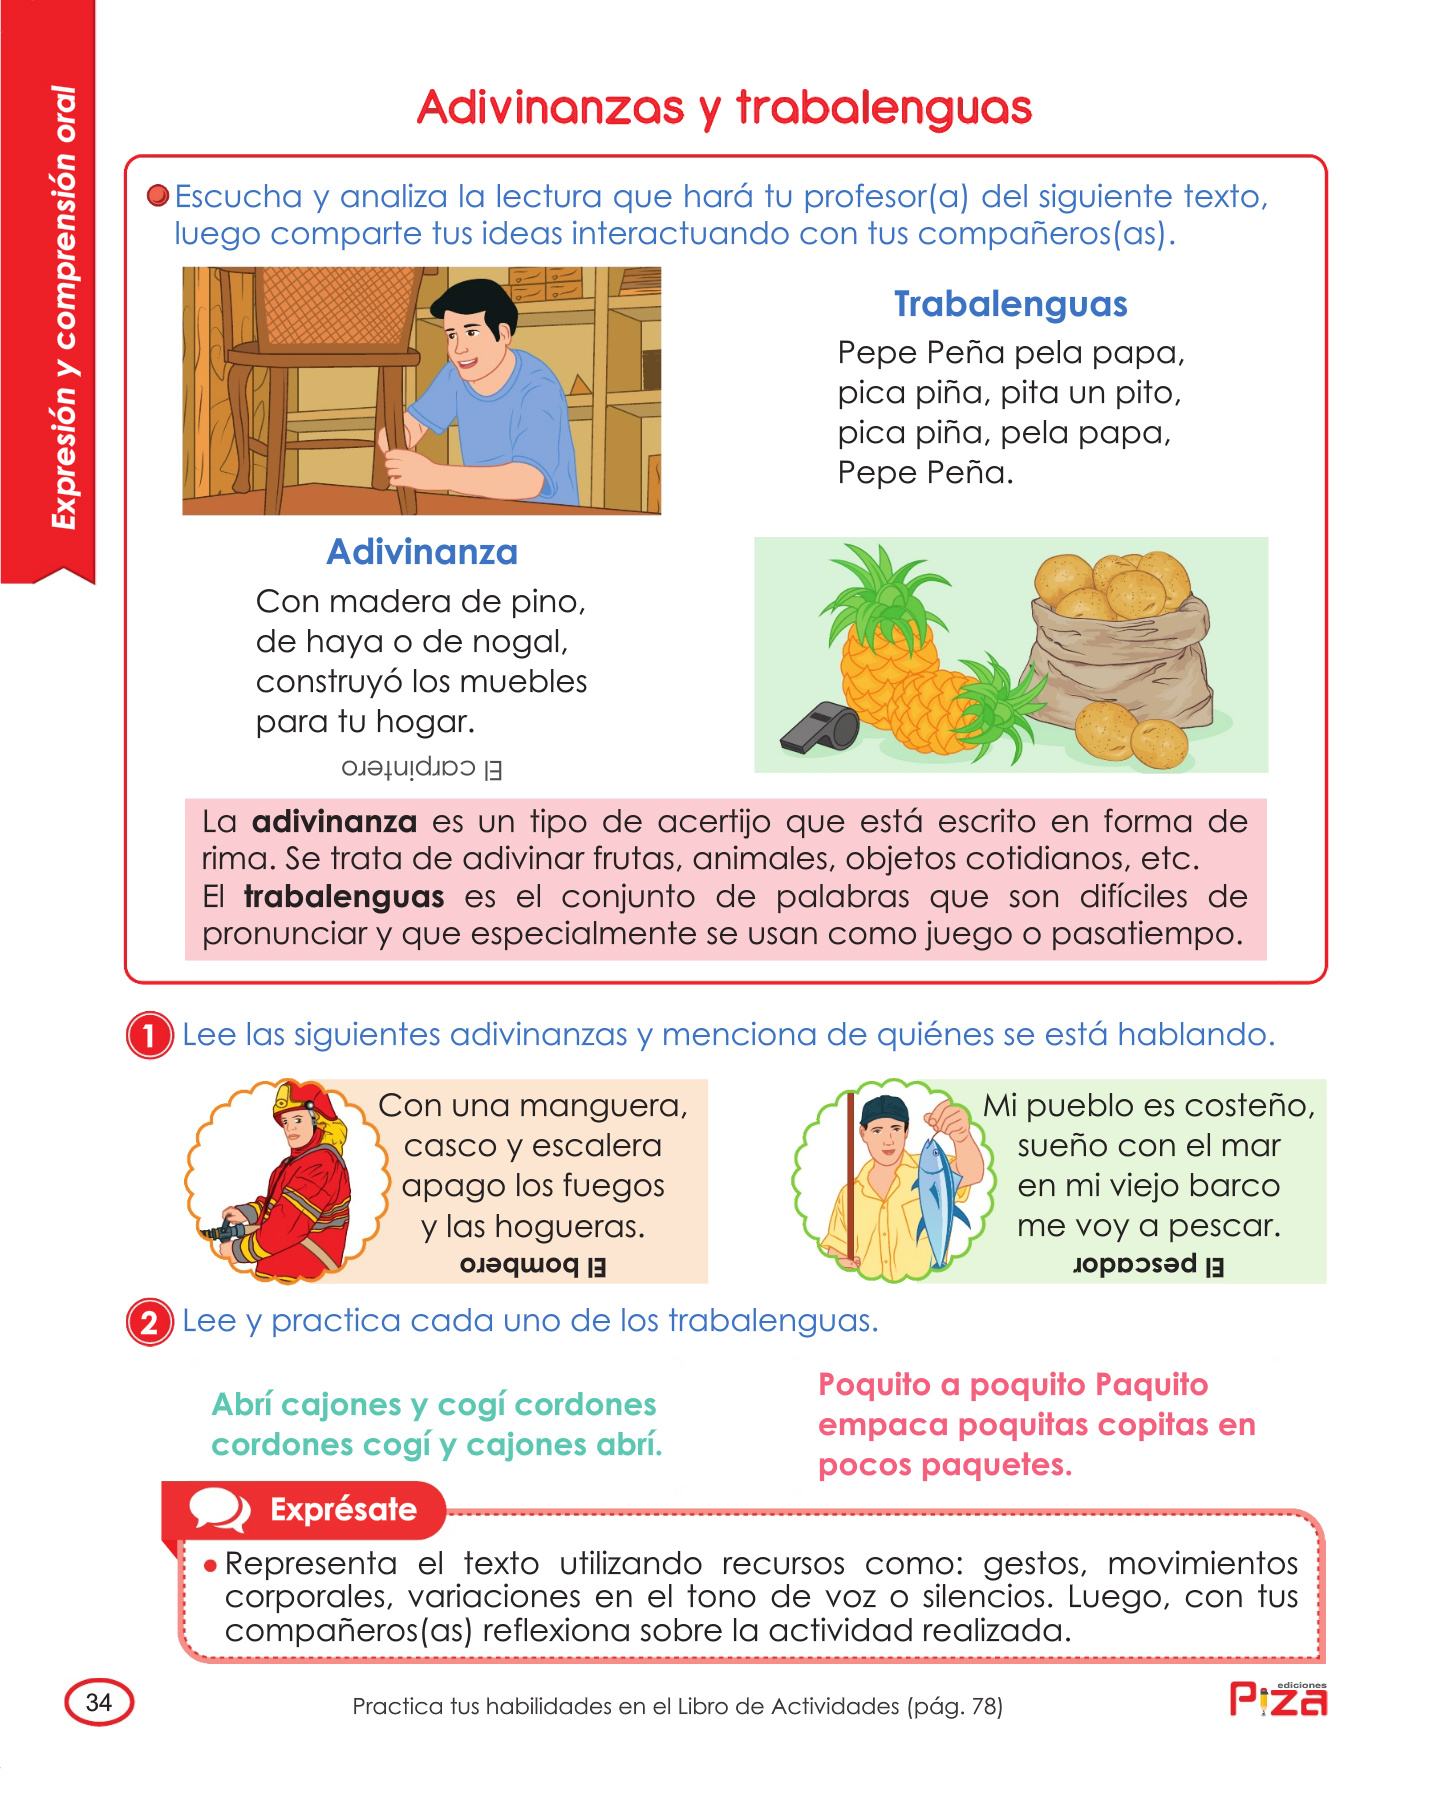 Expresión y comprensión oral
Adivinanzas y trabalenguas
Escucha y analiza la lectura que hará tu profesor(a) del siguiente texto,
luego comparte tus ideas interactuando con tus compañeros(as).
Adivinanza
Con madera de pino,
de haya o de nogal,
construyó los muebles
para tu hogar.
El carpintero
Trabalenguas
Pepe Peña pela papa,
pica piña, pita un pito,
pica piña, pela papa,
Pepe Peña.
La adivinanza es un tipo de acertijo que está escrito en forma de
rima. Se trata de adivinar frutas, animales, objetos cotidianos, etc.
El trabalenguas es el conjunto de palabras que son difíciles de
pronunciar y que especialmente se usan como juego o pasatiempo.
1 Lee las siguientes adivinanzas y menciona de quiénes se está hablando.
Con una manguera,
casco y escalera
apago los fuegos
y las hogueras.
El bombero
Mi pueblo es costeño,
sueño con el mar
en mi viejo barco
me voy a pescar.
El pescador
2 Lee y practica cada uno de los trabalenguas.
Abrí cajones y cogí cordones
cordones cogí y cajones abrí.
Poquito a poquito Paquito
empaca poquitas copitas en
pocos paquetes.
Exprésate
Representa el texto utilizando recursos como: gestos, movimientos
corporales, variaciones en el tono de voz o silencios. Luego, con tus
compañeros(as) reflexiona sobre la actividad realizada.
34
Practica tus habilidades en el Libro de Actividades (pág. 78)
ediciones
Piza